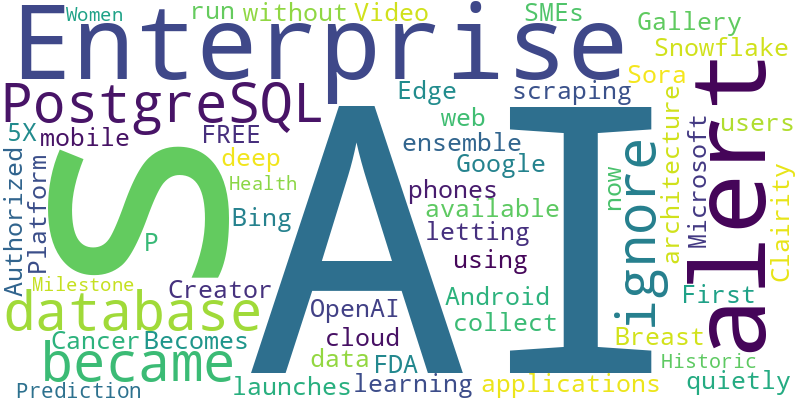 Women
run
without
Video
SMEs
Gallery
Enterprise
Snowflake
Sora
alert
PostgreSQL
Edge
scraping
5X
mobile
FREE
web
users
ensemble
ignore
architecture
Microsoft
S
AI
deep
Google
Authorized
Platform
Health
phones
now
available
Bing
P
letting
using
Clairity
Milestone
Creator
Android
First
database
OpenAI
collect
cloud
Cancer
Becomes
Breast
became
data
FDA
Historic
Prediction
launches
learning
applications
quietly